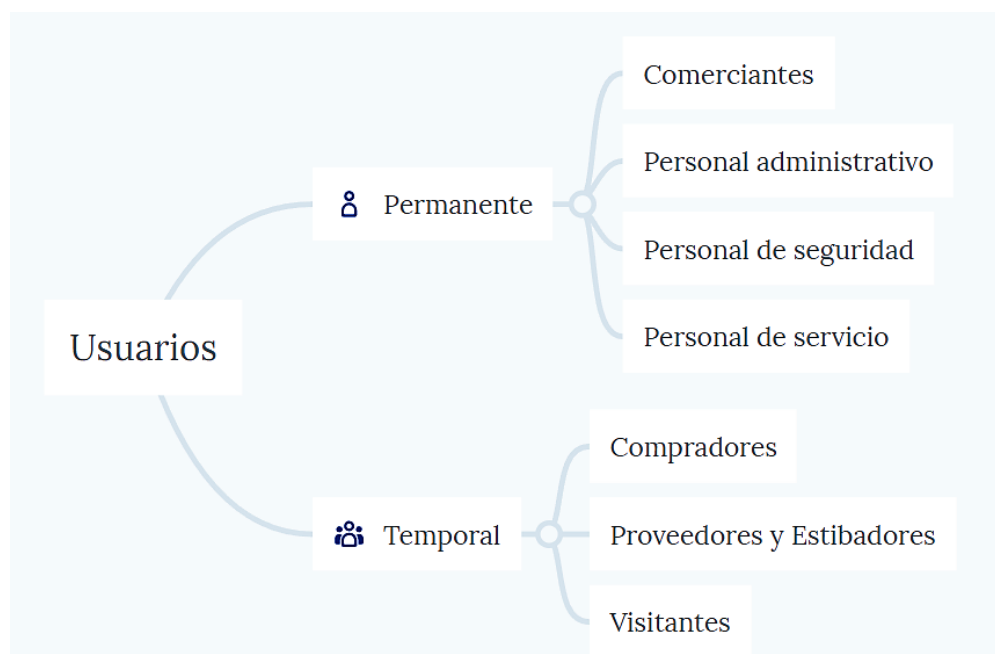 Usuarios
Permanente
Comerciantes
Personal administrativo
Personal de seguridad
Personal de servicio
Temporal
Compradores
Proveedores y Estibadores
Visitantes